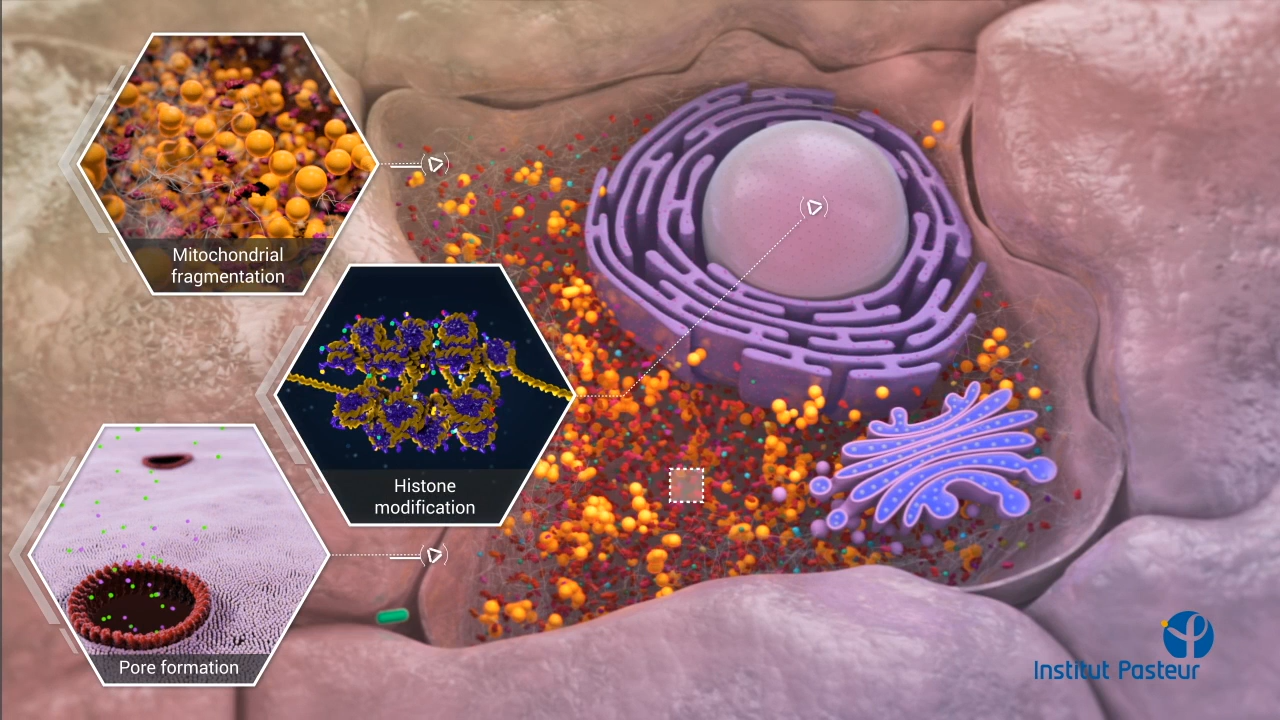 Mitochondrial
fragmentation
Histone
modification
Pore formation
Institut Pasteur